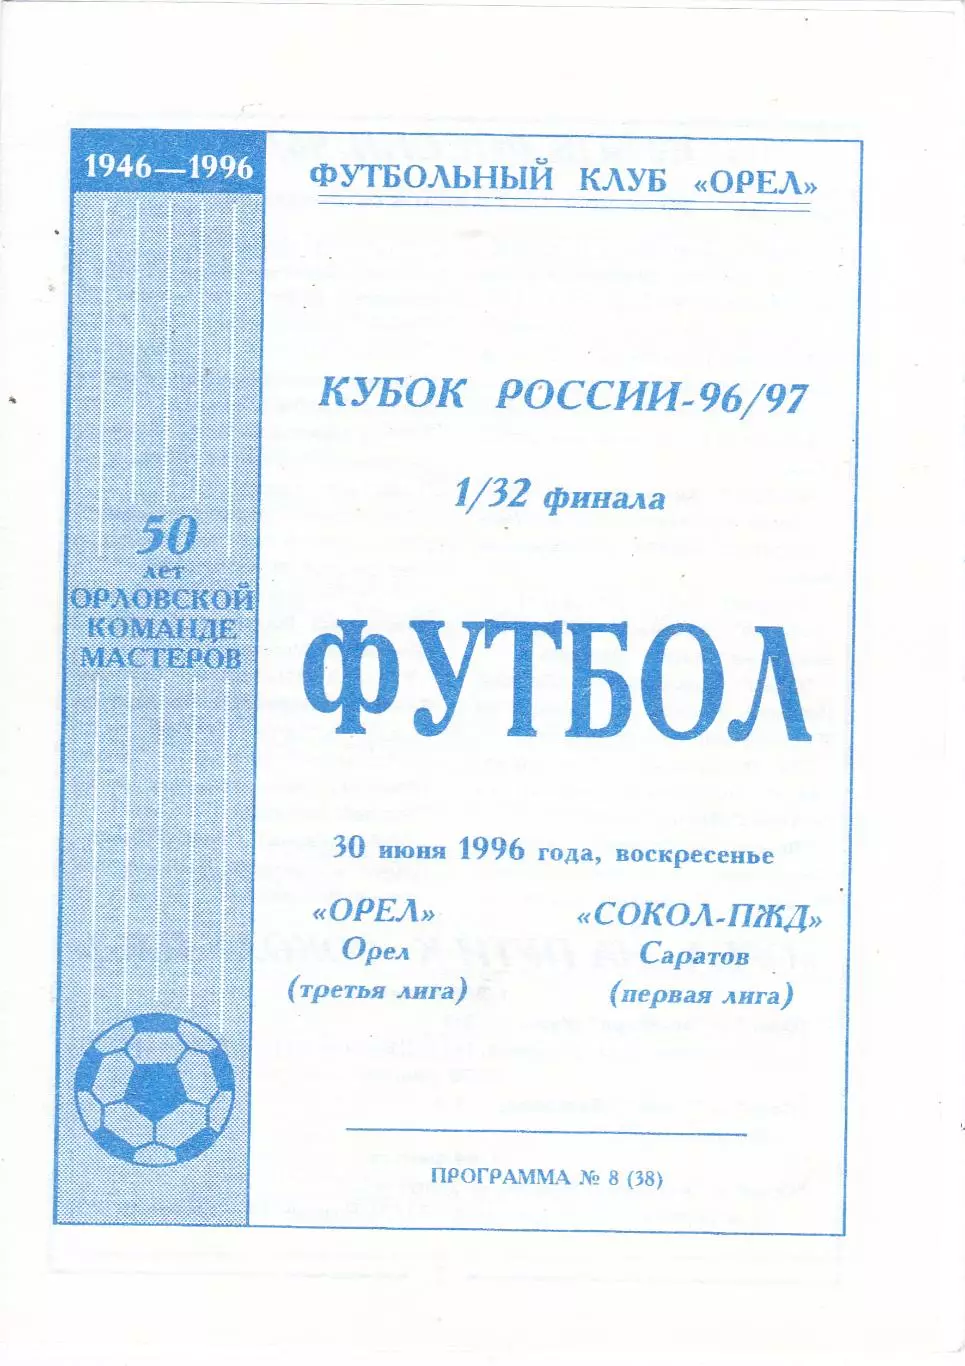 1946—1996
ФУТБОЛЬНЫЙ КЛУБ «ОРЕЛ»
КУБОК РОССИИ-96/97
1/32 финала
50
лет
ОРЛОВСКОЙ
КОМАНДЕ
МАСТЕРОВ
ФУТБОЛ
30 июня 1996 года, воскресенье
«ОРЕЛ» «СОКОЛ-ПЖД»
Орел Саратов
(третья лига) (первая лига)
ПРОГРАММА № 8 (38)